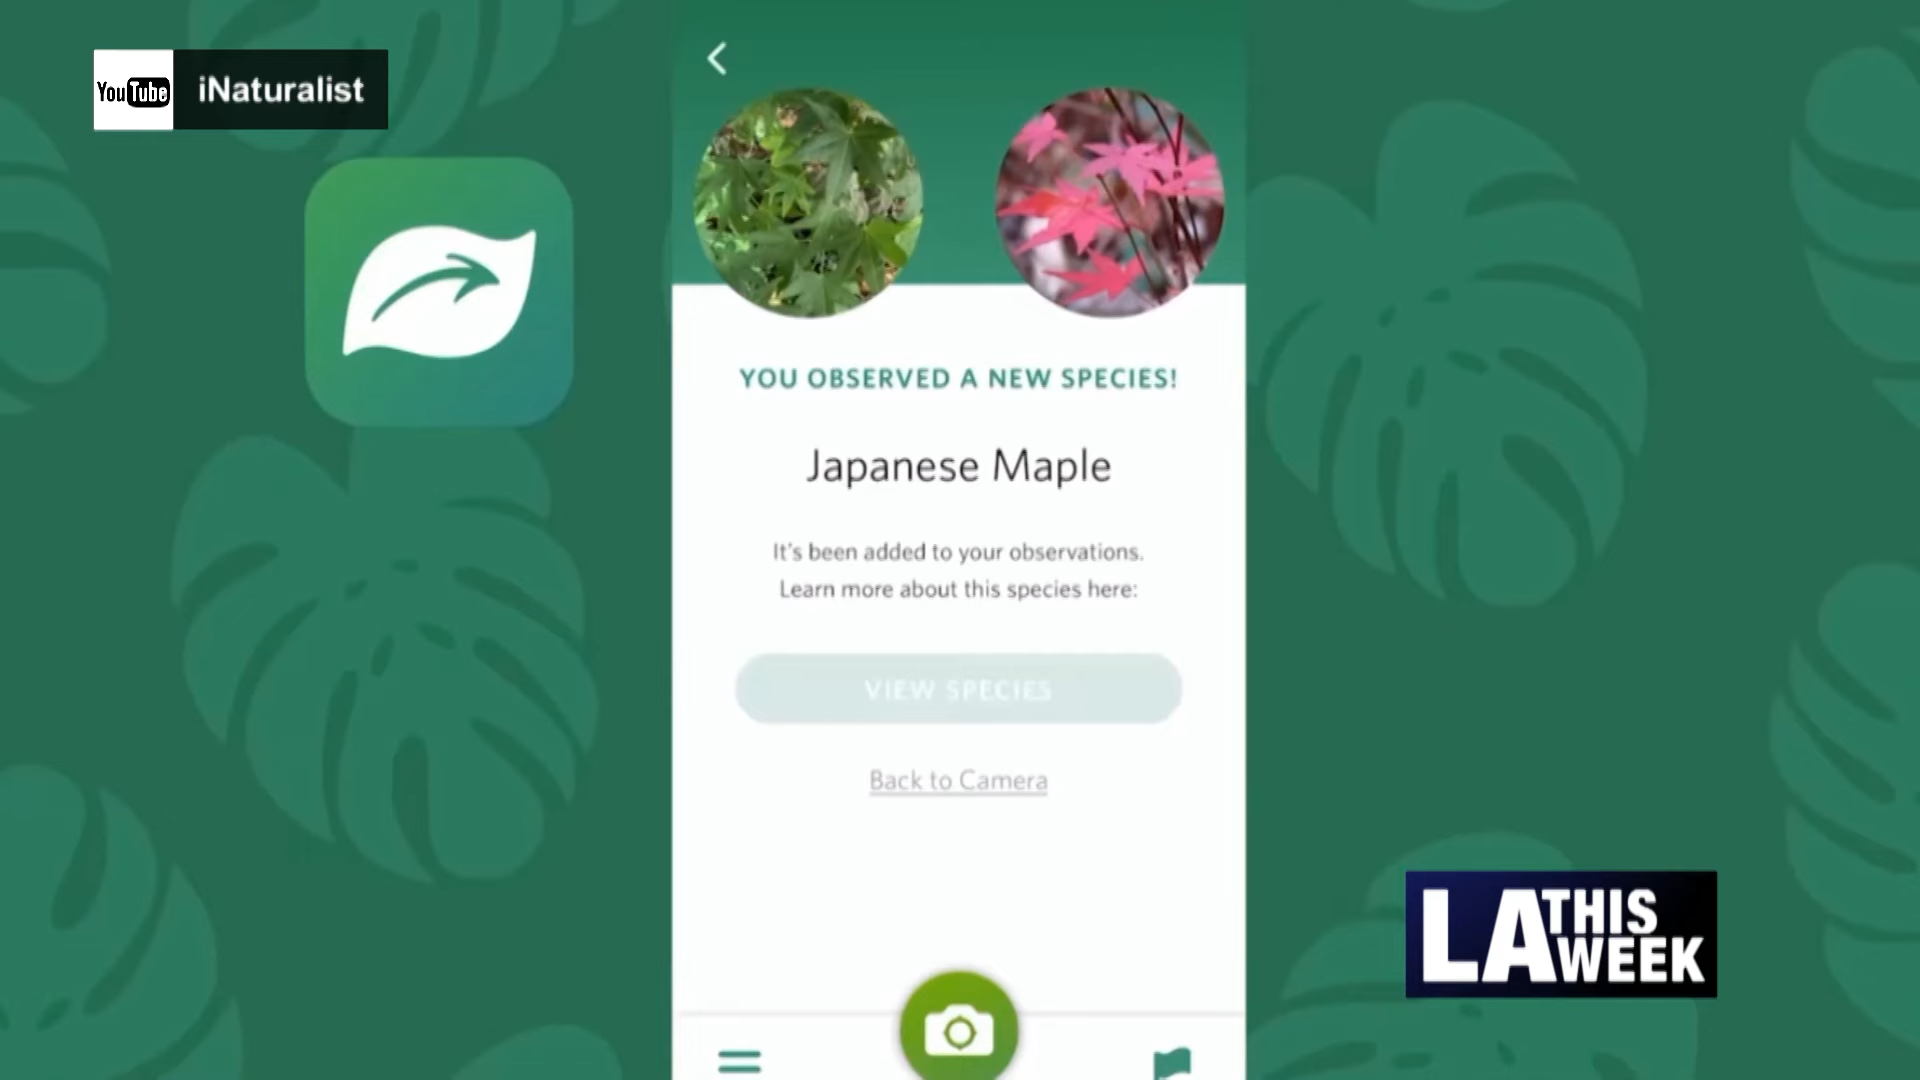 YouTube iNaturalist
YOU OBSERVED A NEW SPECIES!
Japanese Maple
It's been added to your observations.
Learn more about this species here:
VIEW SPECIES
Back to Camera
LA THIS WEEK